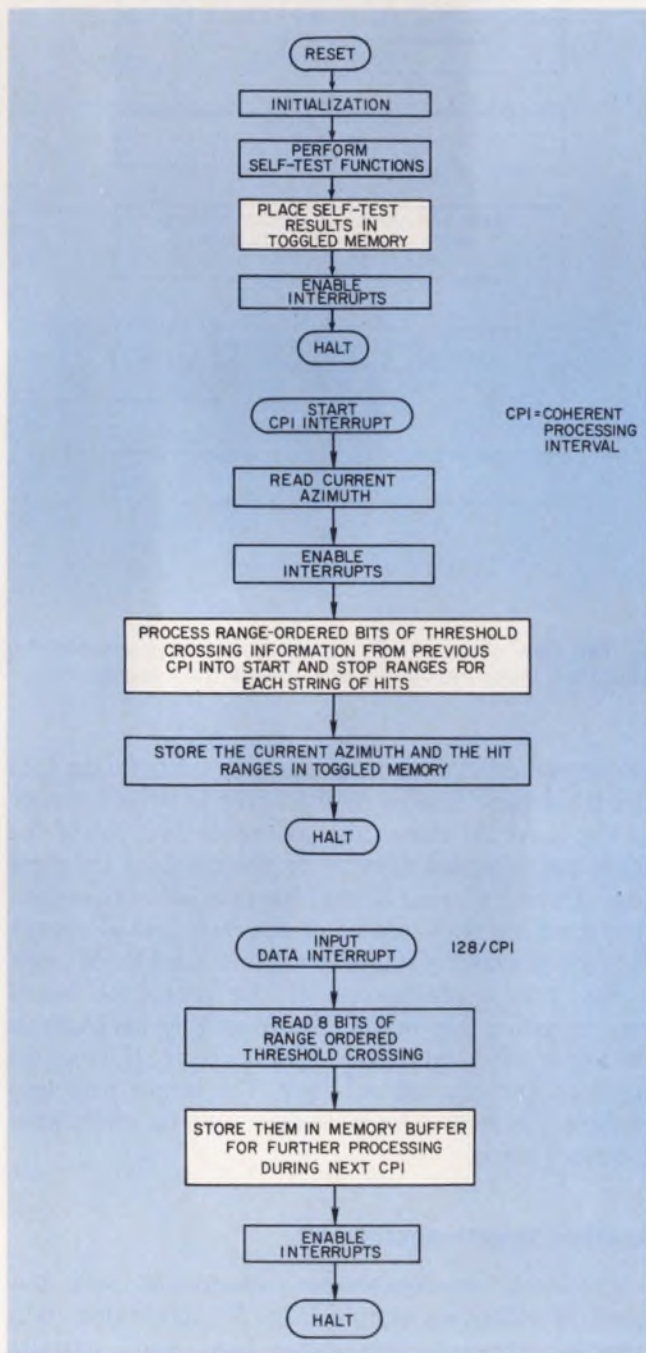 RESET
INITIALIZATION
PERFORM
SELF-TEST FUNCTIONS
PLACE SELF-TEST
RESULTS IN
TOGGLED MEMORY
ENABLE
INTERRUPTS
HALT
START
CPI INTERRUPT
CPI=COHERENT
PROCESSING
INTERVAL
READ CURRENT
AZIMUTH
ENABLE
INTERRUPTS
PROCESS RANGE-ORDERED BITS OF THRESHOLD
CROSSING INFORMATION FROM PREVIOUS
CPI INTO START AND STOP RANGES FOR
EACH STRING OF HITS
STORE THE CURRENT AZIMUTH AND THE HIT
RANGES IN TOGGLED MEMORY
HALT
INPUT
DATA INTERRUPT
128/CPI
READ 8 BITS OF
RANGE ORDERED
THRESHOLD CROSSING
STORE THEM IN MEMORY BUFFER
FOR FURTHER PROCESSING
DURING NEXT CPI
ENABLE
INTERRUPTS
HALT